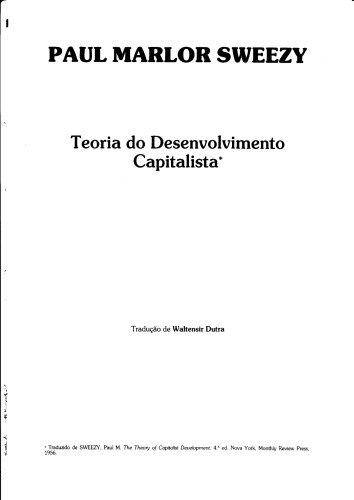 PAUL MARLOR SWEEZY
Teoria do Desenvolvimento
Capitalista*
Tradução de Waltensir Dutra
* Traduzido de SWEEZY, Paul M. The Theory of Capitalist Development. 4.ª ed. Nova York, Monthly Review Press,
1956.